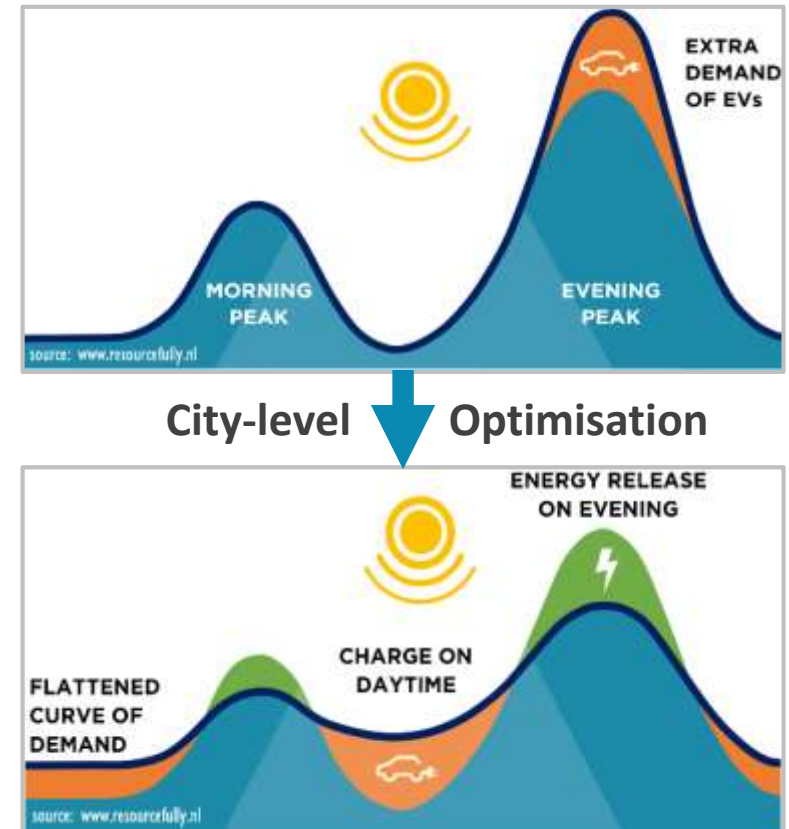 EXTRA
DEMAND
OF EVs
MORNING
PEAK
EVENING
PEAK
source: www.resourcefully.nl
City-level Optimisation
ENERGY RELEASE
ON EVENING
CHARGE ON
DAYTIME
FLATTENED
CURVE OF
DEMAND
source: www.resourcefully.nl